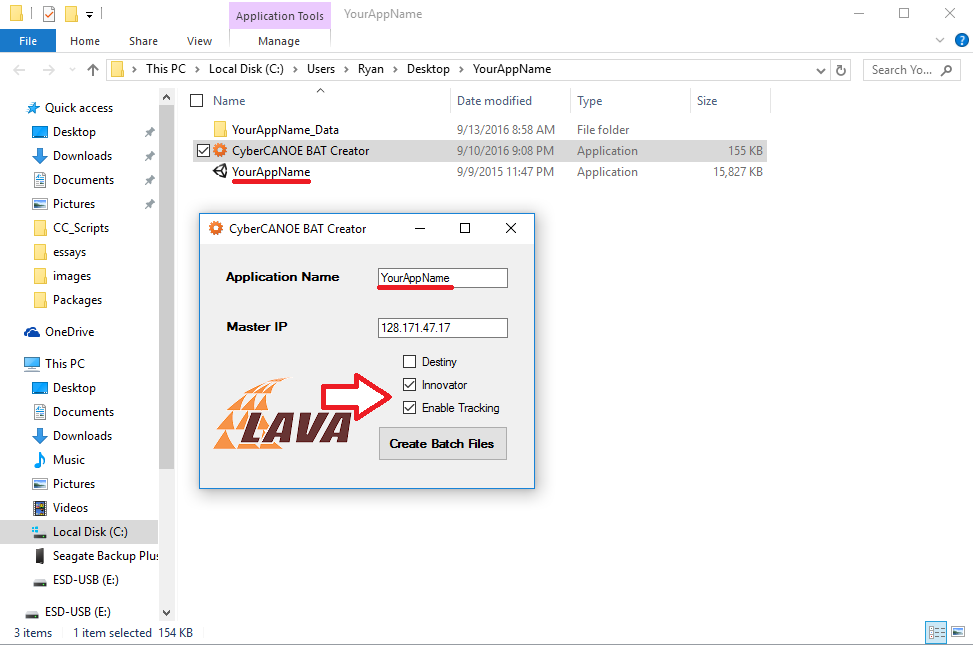 Application Tools YourAppName
File Home Share View Manage
This PC Local Disk (C:) Users Ryan Desktop YourAppName Search Yo...
Name Date modified Type Size
YourAppName_Data 9/13/2016 8:58 AM File folder
CyberCANOE BAT Creator 9/10/2016 9:08 PM Application 155 KB
YourAppName 9/9/2015 11:47 PM Application 15,827 KB
Quick access
Desktop
Downloads
Documents
Pictures
CC_Scripts
essays
images
Packages
OneDrive
This PC
Desktop
Documents
Downloads
Music
Pictures
Videos
Local Disk (C:)
Seagate Backup Plus
ESD-USB (E:)
ESD-USB (E:)
3 items 1 item selected 154 KB
CyberCANOE BAT Creator
Application Name YourAppName
Master IP 128.171.47.17
Destiny
Innovator
Enable Tracking
LAVA
Create Batch Files